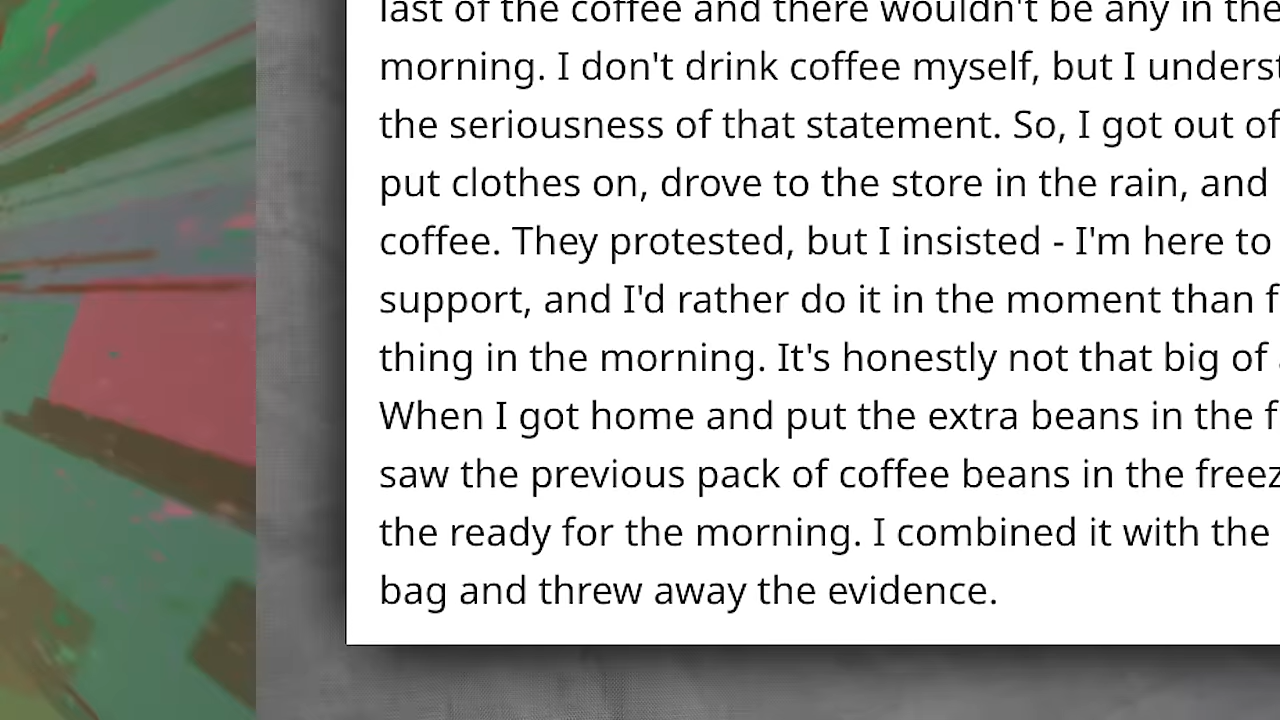 last of the coffee and there wouldn't be any in the
morning. I don't drink coffee myself, but I
the seriousness of that statement. So, I got out of
put clothes on, drove to the store in the rain, and
coffee. They protested, but I insisted - I'm here to
support, and I'd rather do it in the moment than
thing in the morning. It's honestly not that big of
When I got home and put the extra beans in the
saw the previous pack of coffee beans in the
the ready for the morning. I combined it with the
bag and threw away the evidence.